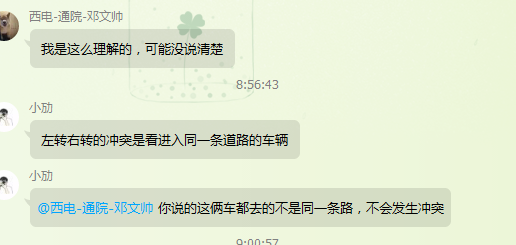 西电-通院-邓文帅
我是这么理解的，可能没说清楚
8:56:43
小劢
左转右转的冲突是看进入同一条道路的车辆
小劢
@西电-通院-邓文帅 你说的这俩车都去的不是同一条路，不会发生冲突
9:00:57